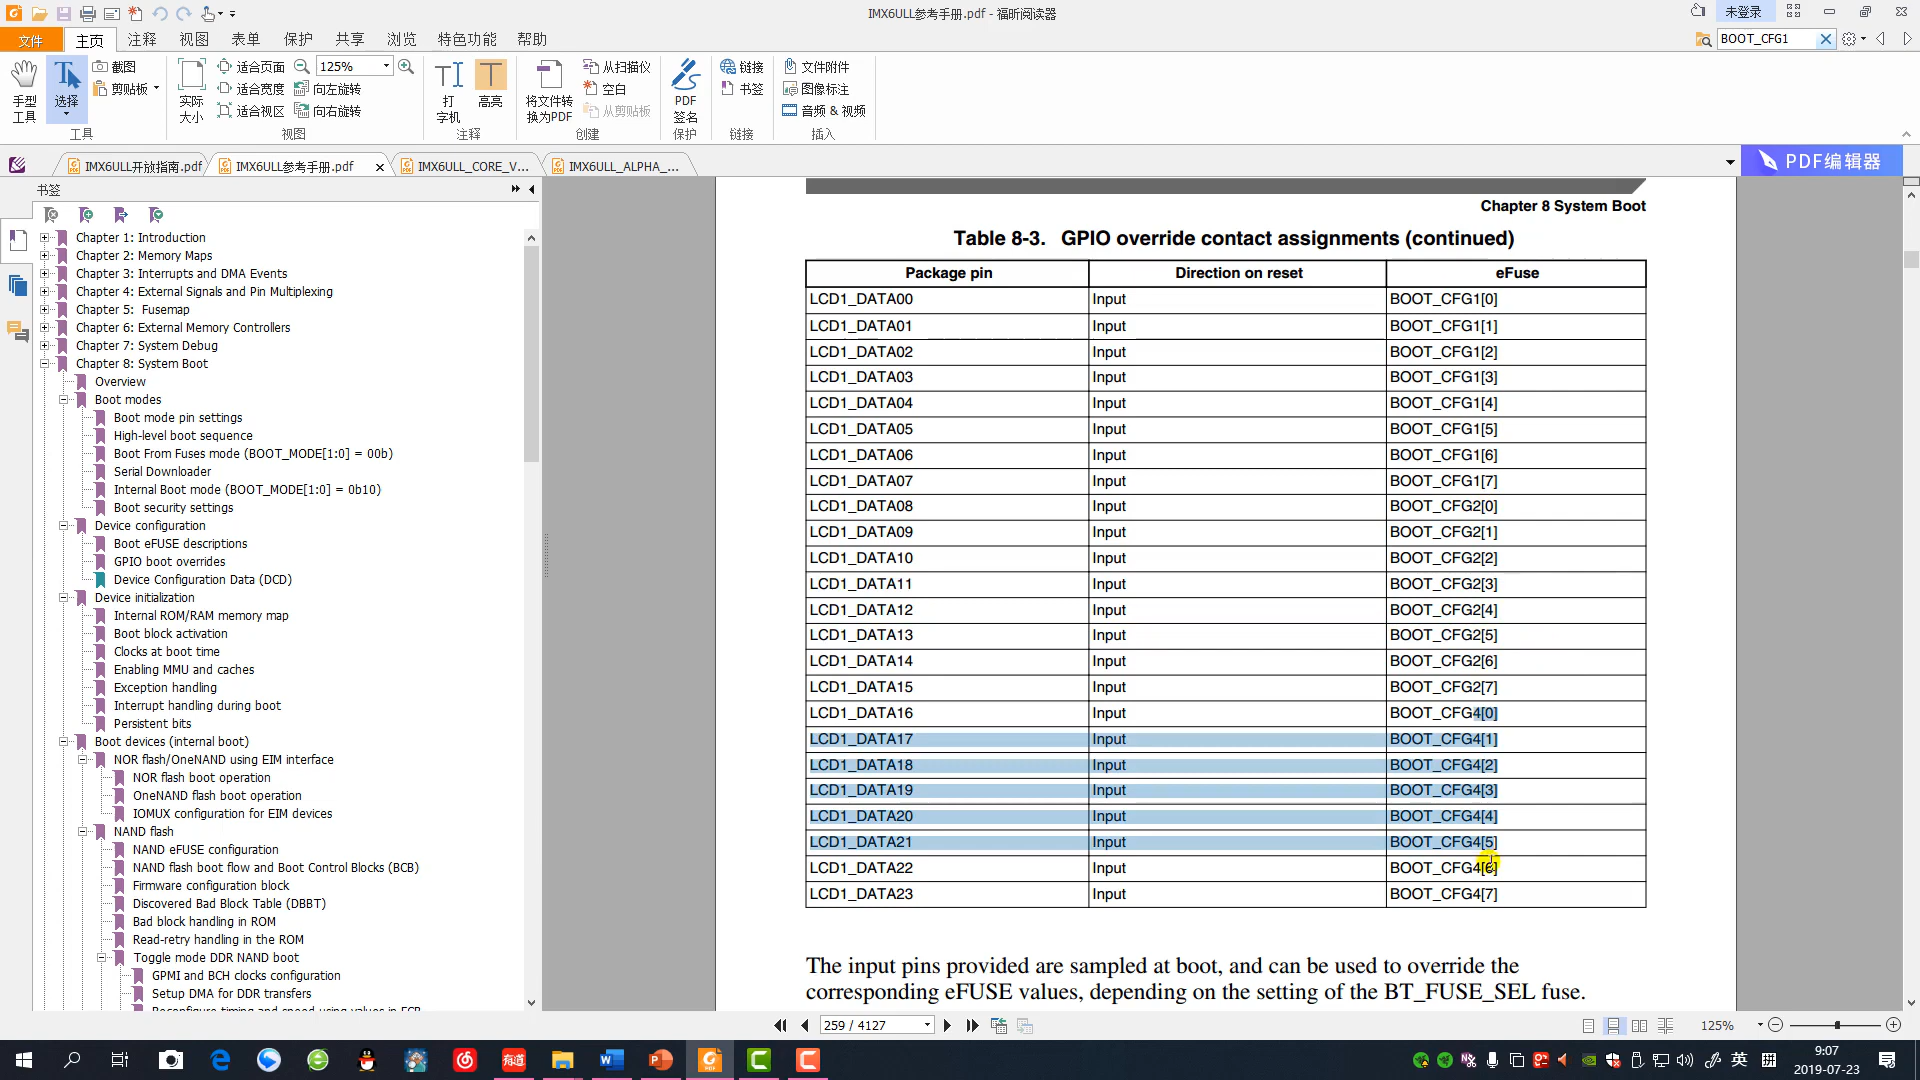 IMX6ULL参考手册.pdf - 福昕阅读器
未登录
文件 主页 注释 视图 表单 保护 共享 浏览 特色功能 帮助
BOOT_CFG1
手型工具
选择
截图
剪贴板
工具
实际大小
适合页面
适合宽度
适合视区
125%
向左旋转
向右旋转
视图
打字机
高亮
注释
将文件转换为PDF
从扫描仪
空白
从剪贴板
创建
PDF签名
保护
链接
书签
链接
文件附件
图像标注
音频 & 视频
插入
IMX6ULL开放指南.pdf
IMX6ULL参考手册.pdf
IMX6ULL_CORE_V...
IMX6ULL_ALPHA_...
PDF编辑器
书签
Chapter 1: Introduction
Chapter 2: Memory Maps
Chapter 3: Interrupts and DMA Events
Chapter 4: External Signals and Pin Multiplexing
Chapter 5: Fusemap
Chapter 6: External Memory Controllers
Chapter 7: System Debug
Chapter 8: System Boot
Overview
Boot modes
Boot mode pin settings
High-level boot sequence
Boot From Fuses mode (BOOT_MODE[1:0] = 00b)
Serial Downloader
Internal Boot mode (BOOT_MODE[1:0] = 0b10)
Boot security settings
Device configuration
Boot eFUSE descriptions
GPIO boot overrides
Device Configuration Data (DCD)
Device initialization
Internal ROM/RAM memory map
Boot block activation
Clocks at boot time
Enabling MMU and caches
Exception handling
Interrupt handling during boot
Persistent bits
Boot devices (internal boot)
NOR flash/OneNAND using EIM interface
NOR flash boot operation
OneNAND flash boot operation
IOMUX configuration for EIM devices
NAND flash
NAND eFUSE configuration
NAND flash boot flow and Boot Control Blocks (BCB)
Firmware configuration block
Discovered Bad Block Table (DBBT)
Bad block handling in ROM
Read-retry handling in the ROM
Toggle mode DDR NAND boot
GPMI and BCH clocks configuration
Setup DMA for DDR transfers
Reconfigure timing and speed using values in FCB
Chapter 8 System Boot
Table 8-3. GPIO override contact assignments (continued)
Package pin Direction on reset eFuse
LCD1_DATA00 Input BOOT_CFG1[0]
LCD1_DATA01 Input BOOT_CFG1[1]
LCD1_DATA02 Input BOOT_CFG1[2]
LCD1_DATA03 Input BOOT_CFG1[3]
LCD1_DATA04 Input BOOT_CFG1[4]
LCD1_DATA05 Input BOOT_CFG1[5]
LCD1_DATA06 Input BOOT_CFG1[6]
LCD1_DATA07 Input BOOT_CFG1[7]
LCD1_DATA08 Input BOOT_CFG2[0]
LCD1_DATA09 Input BOOT_CFG2[1]
LCD1_DATA10 Input BOOT_CFG2[2]
LCD1_DATA11 Input BOOT_CFG2[3]
LCD1_DATA12 Input BOOT_CFG2[4]
LCD1_DATA13 Input BOOT_CFG2[5]
LCD1_DATA14 Input BOOT_CFG2[6]
LCD1_DATA15 Input BOOT_CFG2[7]
LCD1_DATA16 Input BOOT_CFG4[0]
LCD1_DATA17 Input BOOT_CFG4[1]
LCD1_DATA18 Input BOOT_CFG4[2]
LCD1_DATA19 Input BOOT_CFG4[3]
LCD1_DATA20 Input BOOT_CFG4[4]
LCD1_DATA21 Input BOOT_CFG4[5]
LCD1_DATA22 Input BOOT_CFG4[6]
LCD1_DATA23 Input BOOT_CFG4[7]
The input pins provided are sampled at boot, and can be used to override the
corresponding eFUSE values, depending on the setting of the BT_FUSE_SEL fuse.
259 / 4127
125%
有道
英
9:07
2019-07-23